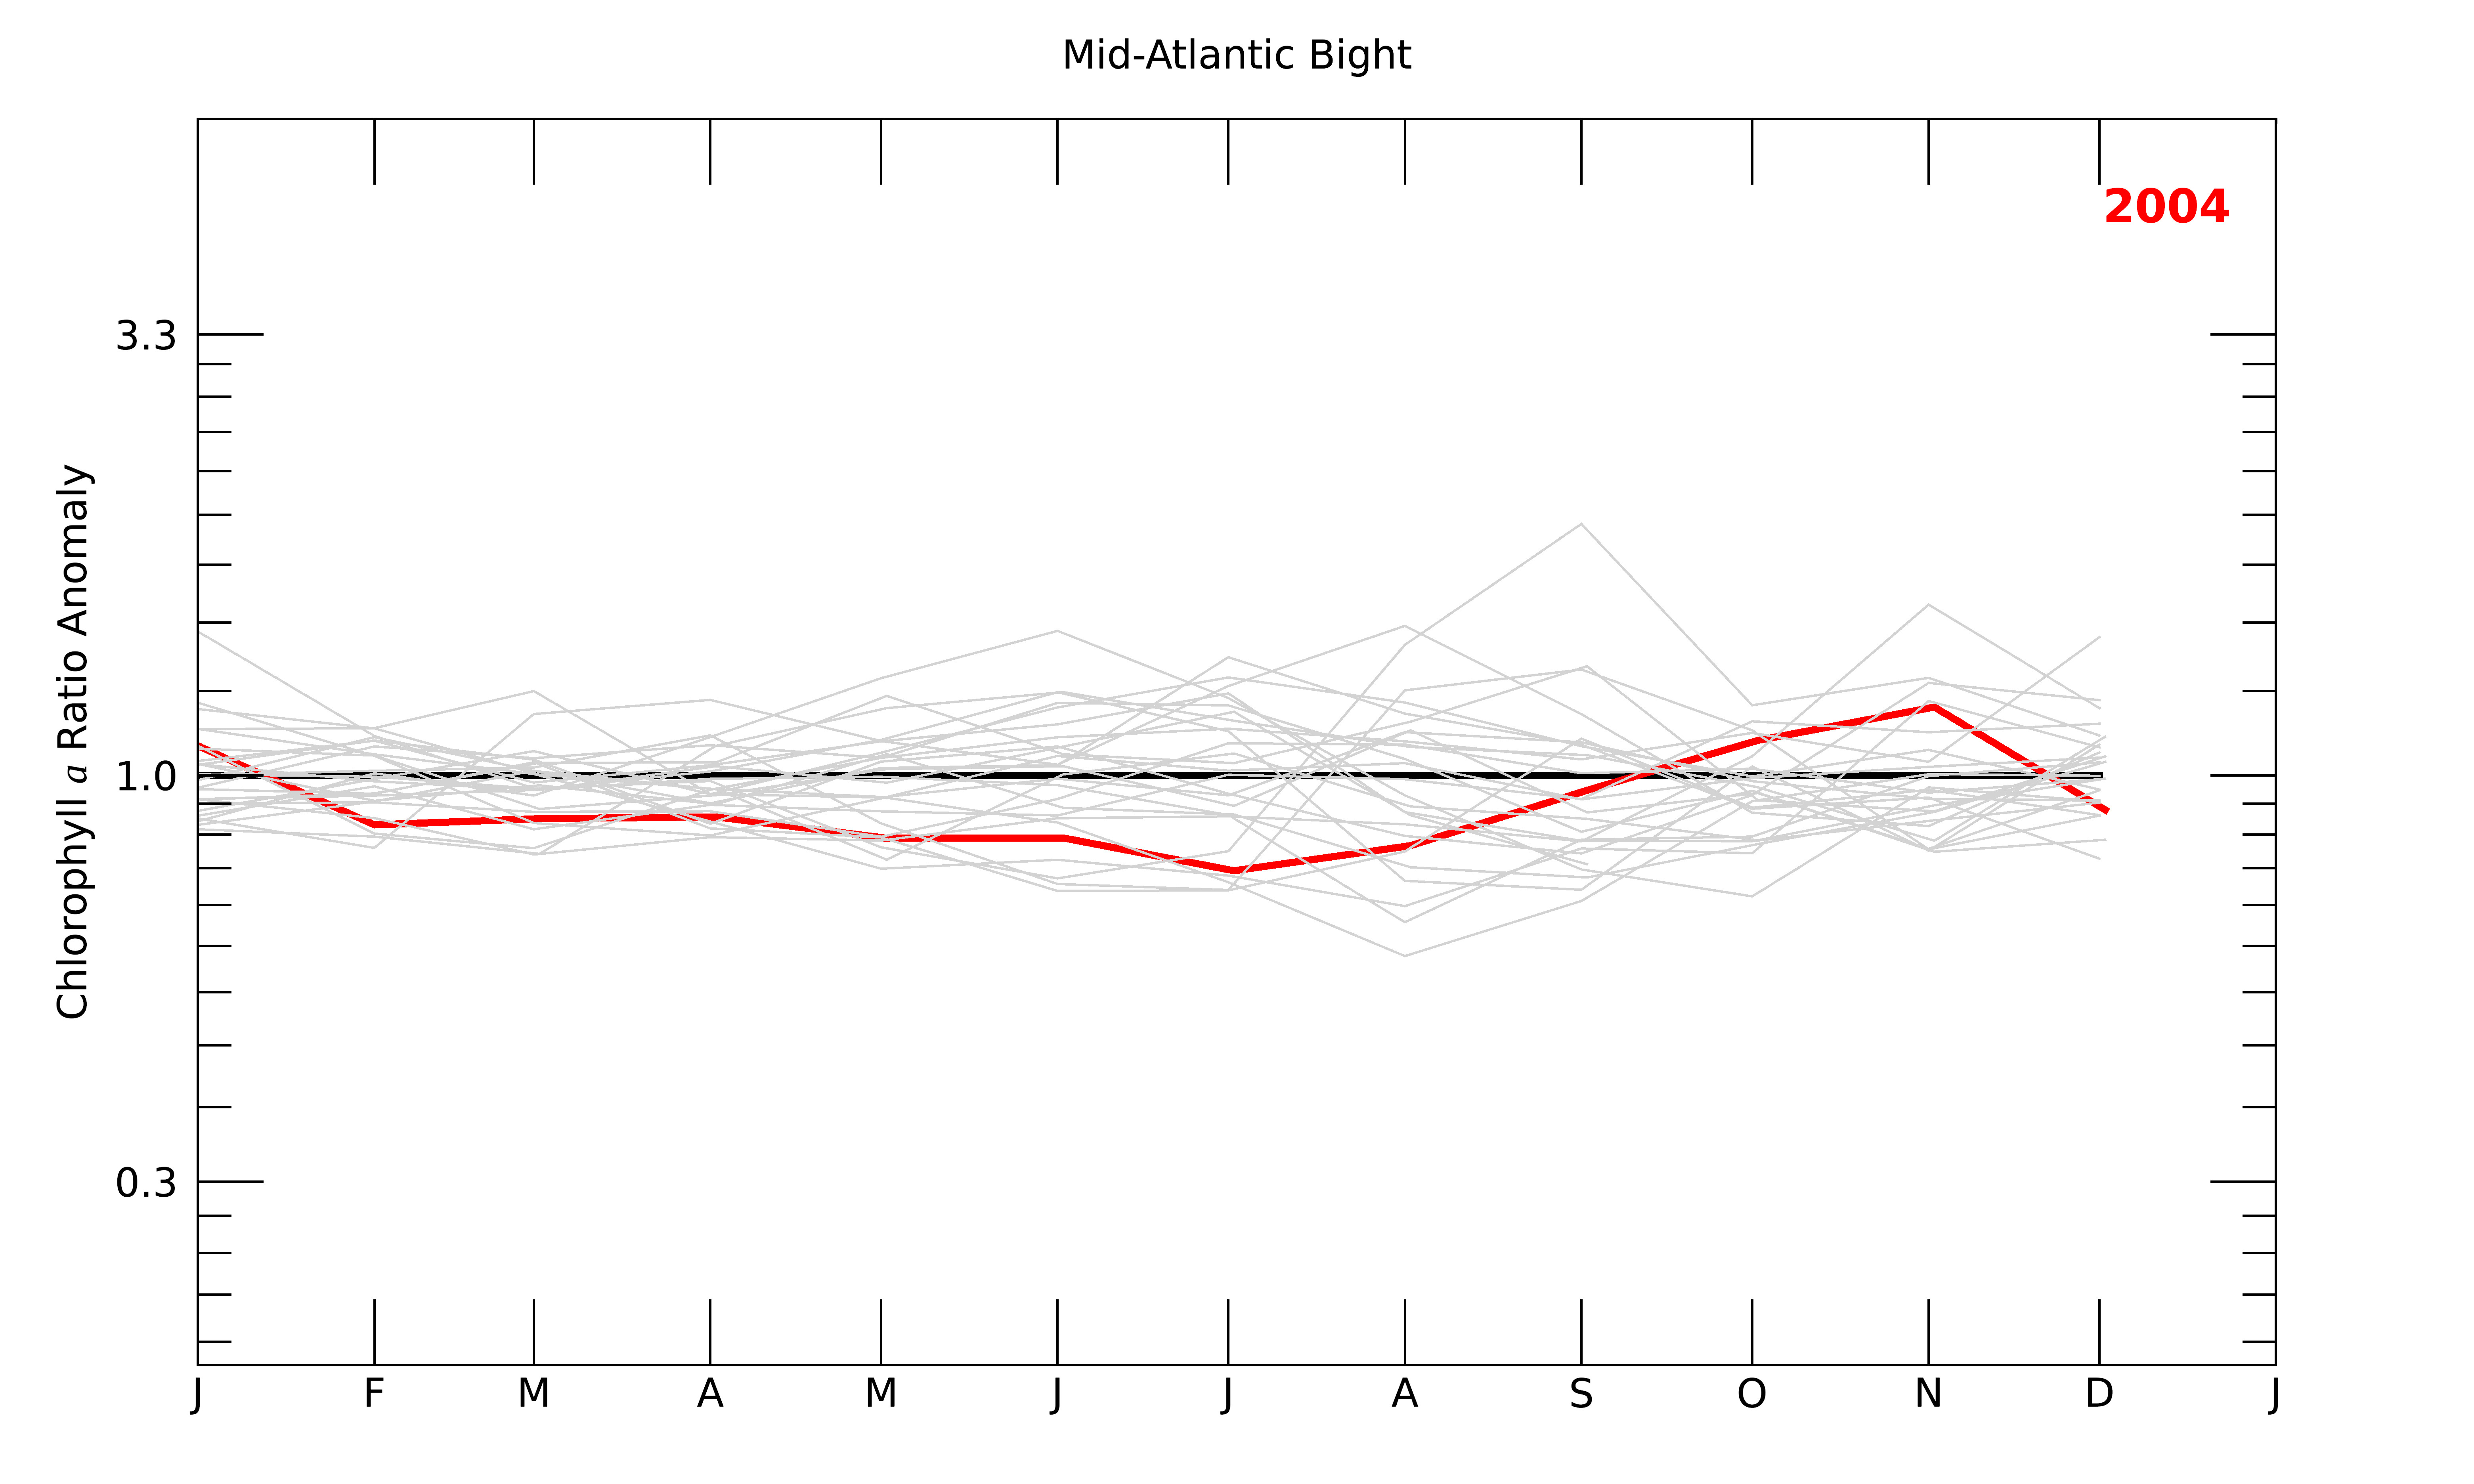 Mid-Atlantic Bight
2004
3.3
1.0
0.3
Chlorophyll a Ratio Anomaly
J F M A M J J A S O N D J